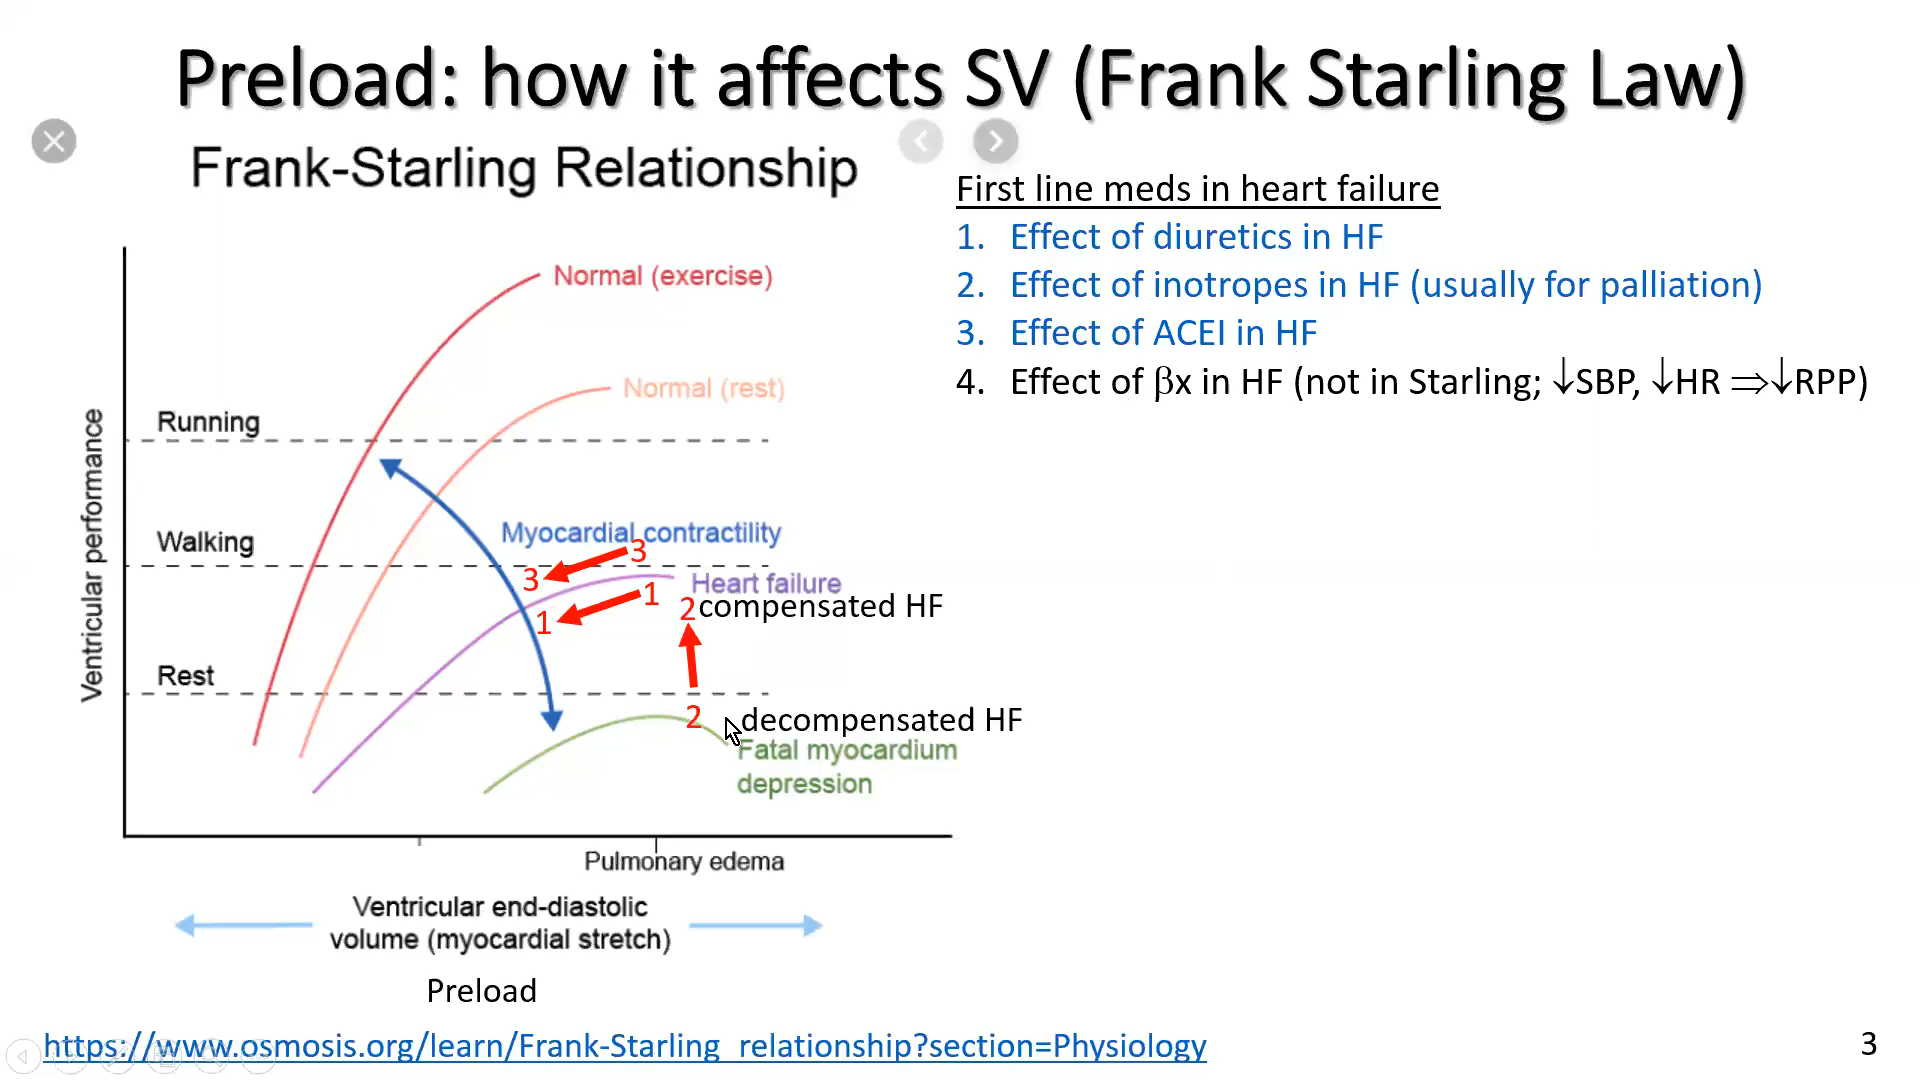 Preload: how it affects SV (Frank Starling Law)
Frank-Starling Relationship
First line meds in heart failure
1. Effect of diuretics in HF
2. Effect of inotropes in HF (usually for palliation)
3. Effect of ACEI in HF
4. Effect of βx in HF (not in Starling; ↓SBP, ↓HR ⇒↓RPP)
Normal (exercise)
Normal (rest)
Running
Ventricular performance
Walking
Myocardial contractility
3
3
Heart failure
1
2 compensated HF
1
Rest
2 decompensated HF
Fatal myocardium
depression
Pulmonary edema
Ventricular end-diastolic
volume (myocardial stretch)
Preload
https://www.osmosis.org/learn/Frank-Starling_relationship?section=Physiology
3